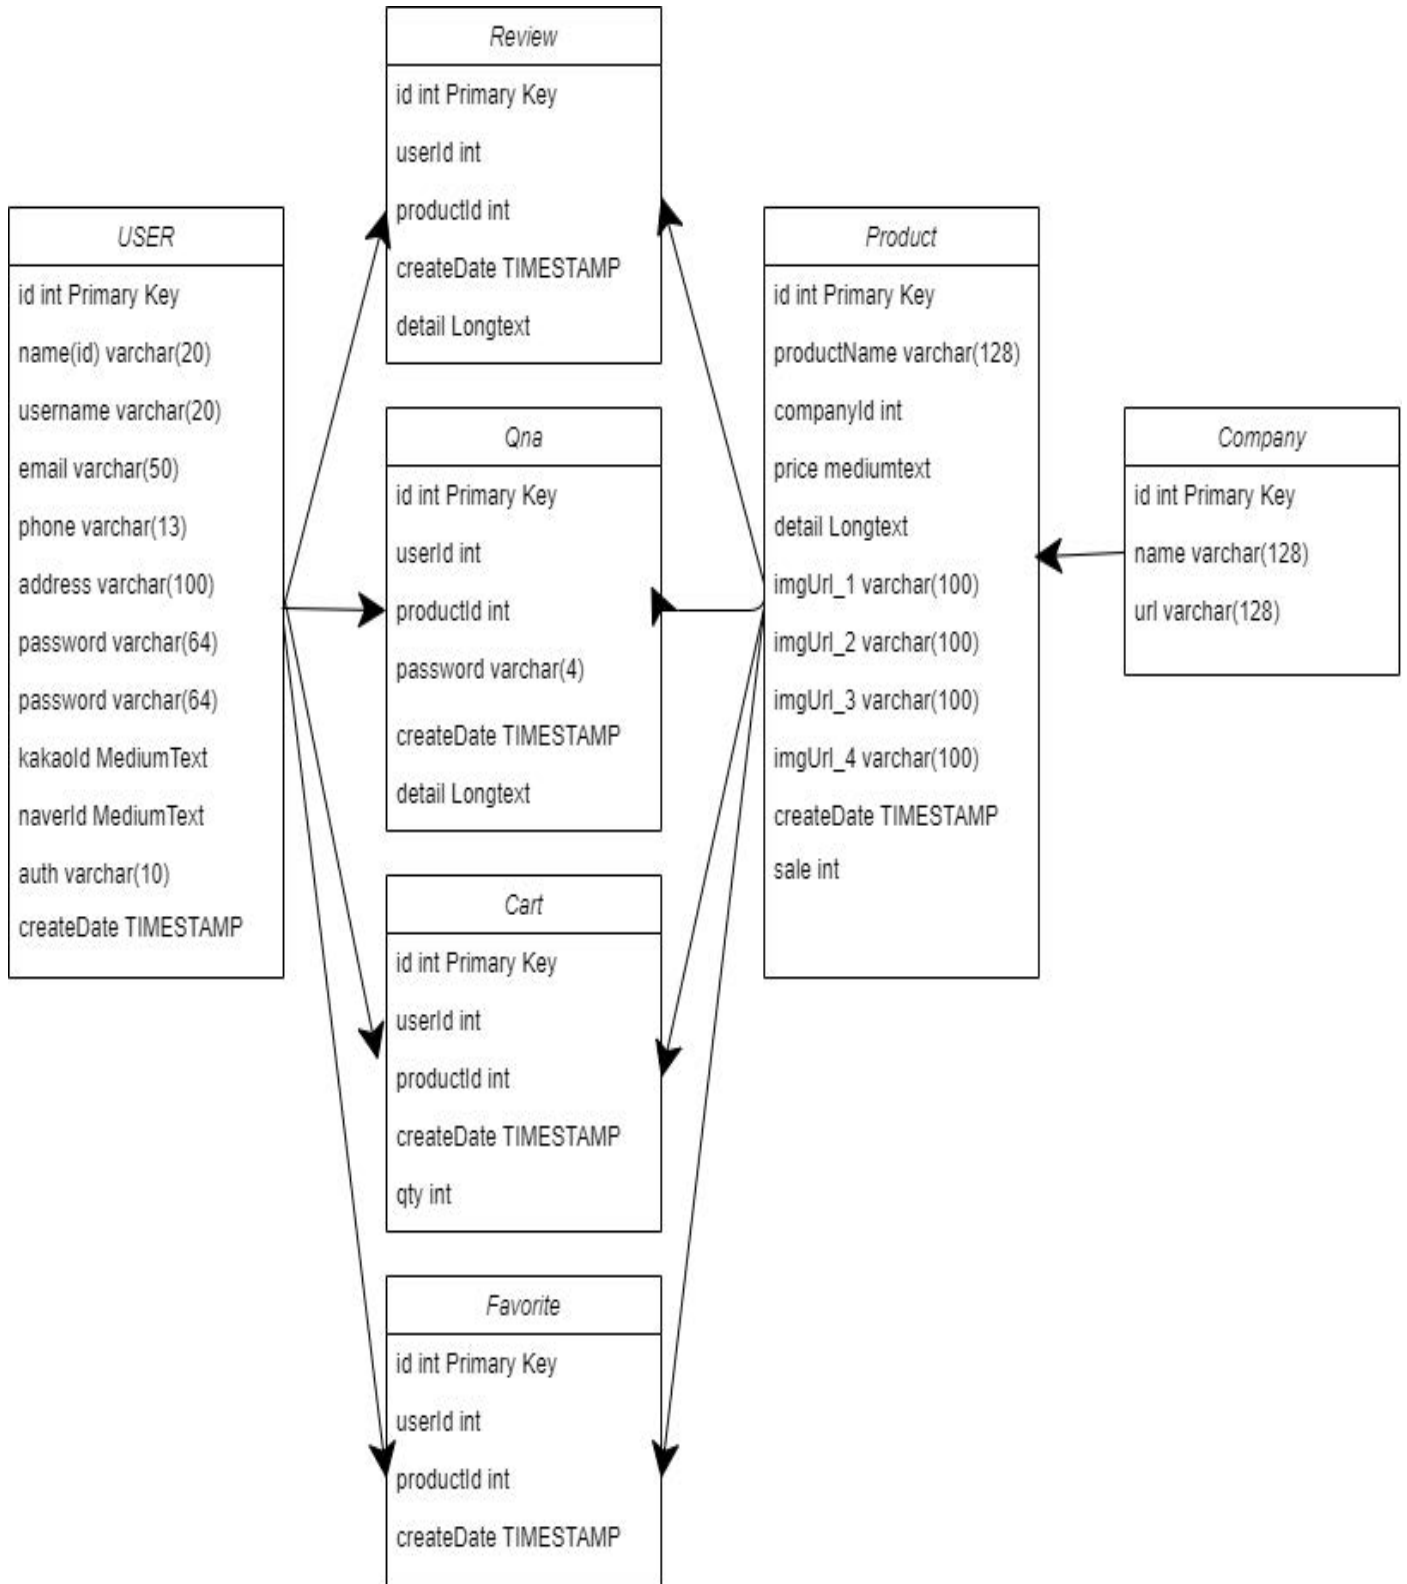 Review
id int Primary Key
userId int
productId int
createDate TIMESTAMP
detail Longtext
USER
id int Primary Key
name(id) varchar(20)
username varchar(20)
email varchar(50)
phone varchar(13)
address varchar(100)
password varchar(64)
password varchar(64)
kakaoId MediumText
naverId MediumText
auth varchar(10)
createDate TIMESTAMP
Qna
id int Primary Key
userId int
productId int
password varchar(4)
createDate TIMESTAMP
detail Longtext
Cart
id int Primary Key
userId int
productId int
createDate TIMESTAMP
qty int
Favorite
id int Primary Key
userId int
productId int
createDate TIMESTAMP
Product
id int Primary Key
productName varchar(128)
companyId int
price mediumtext
detail Longtext
imgUrl_1 varchar(100)
imgUrl_2 varchar(100)
imgUrl_3 varchar(100)
imgUrl_4 varchar(100)
createDate TIMESTAMP
sale int
Company
id int Primary Key
name varchar(128)
url varchar(128)